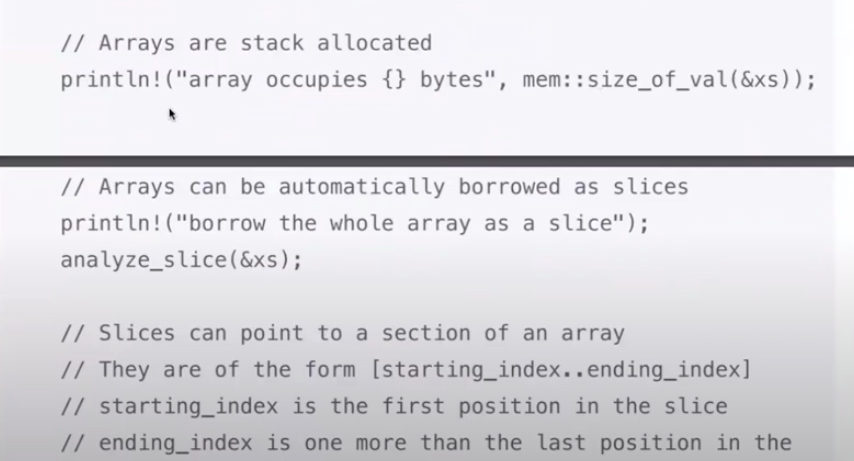 // Arrays are stack allocated
println!("array occupies {} bytes", mem::size_of_val(&xs));
// Arrays can be automatically borrowed as slices
println!("borrow the whole array as a slice");
analyze_slice(&xs);
// Slices can point to a section of an array
// They are of the form [starting_index..ending_index]
// starting_index is the first position in the slice
// ending_index is one more than the last position in the